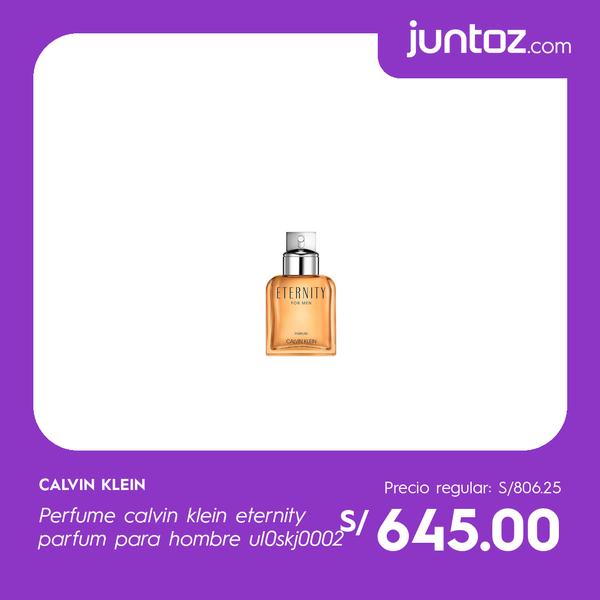 juntoz.com
ETERNITY
FOR MEN
PARFUM
CALVIN KLEIN
CALVIN KLEIN
Precio regular: S/806.25
Perfume calvin klein eternity
parfum para hombre ul0skj0002
S/ 645.00